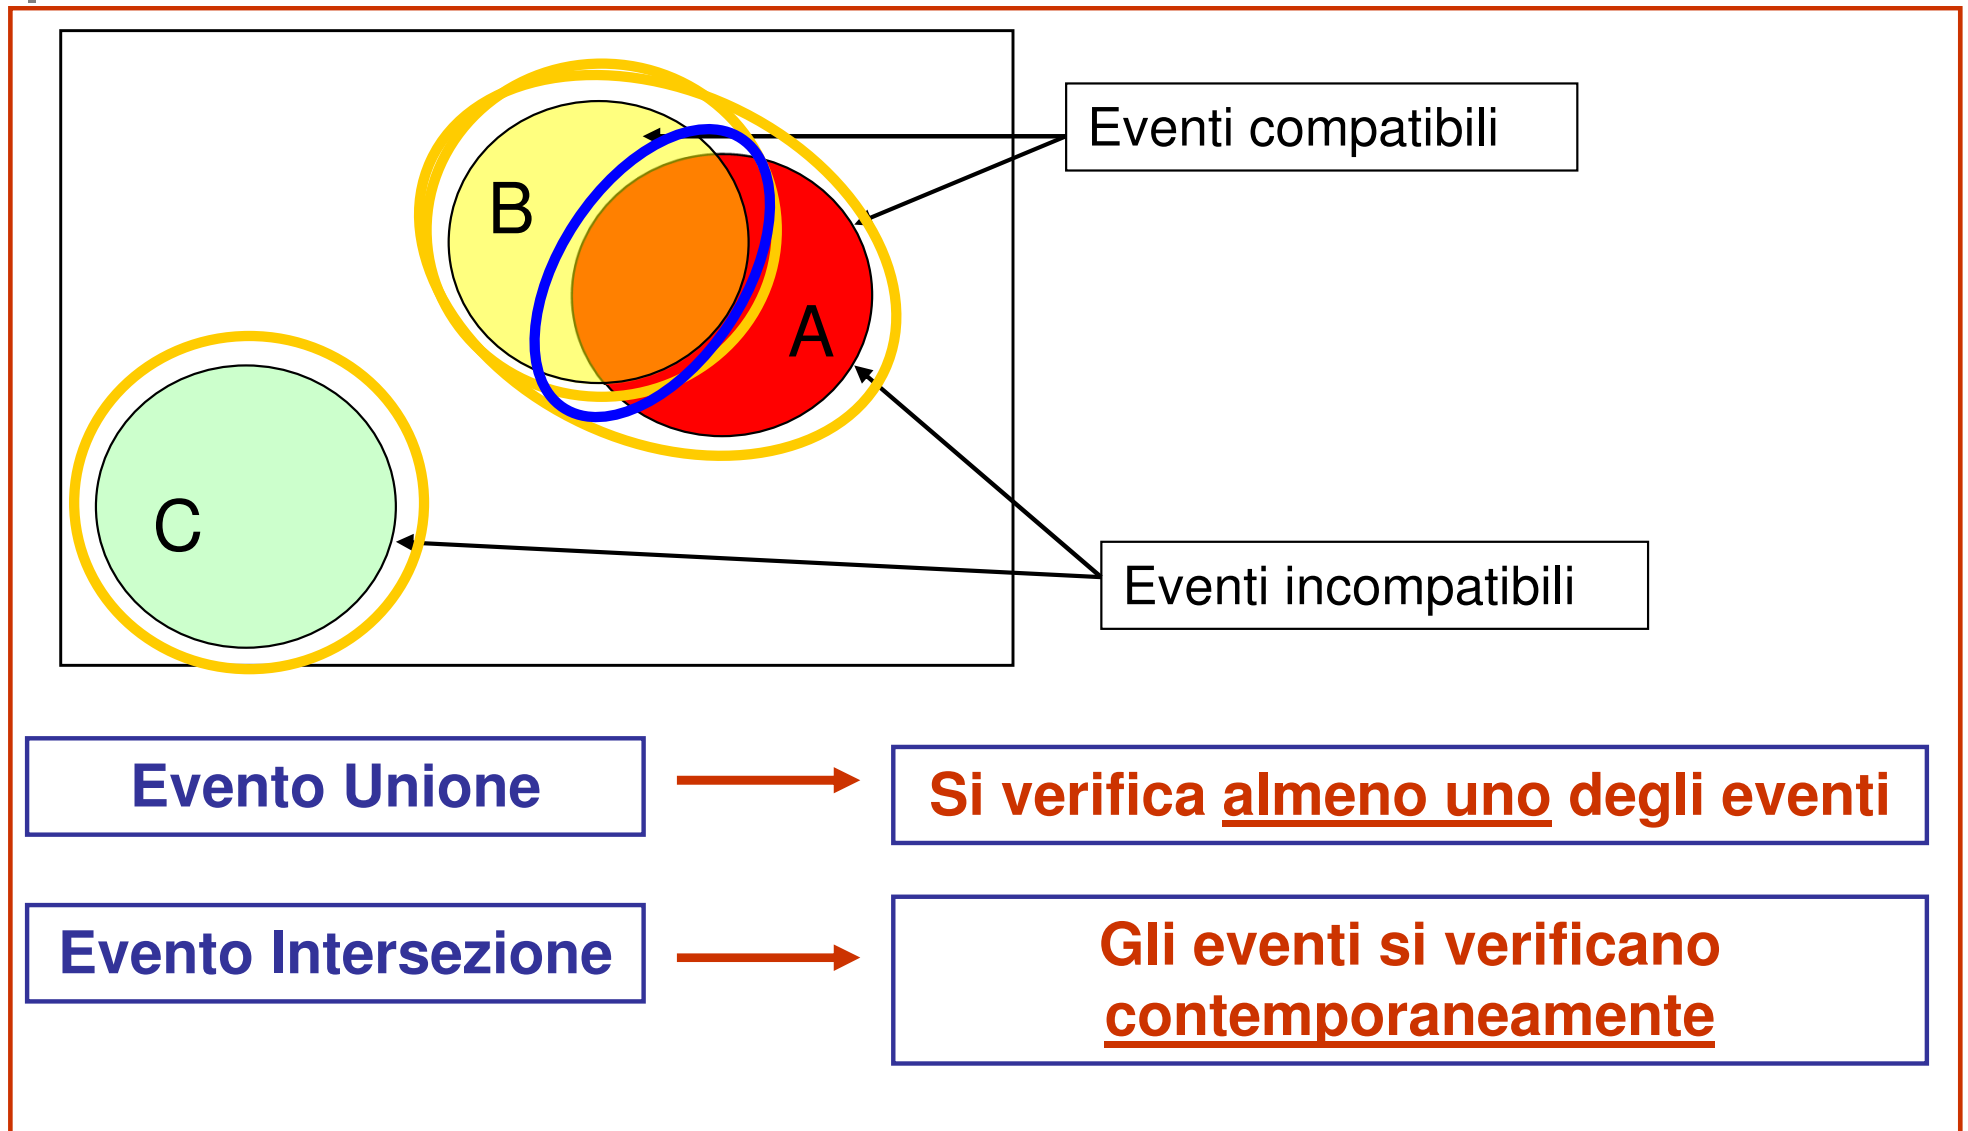 Eventi compatibili
B
A
C
Eventi incompatibili
Evento Unione
Si verifica almeno uno degli eventi
Evento Intersezione
Gli eventi si verificano
contemporaneamente